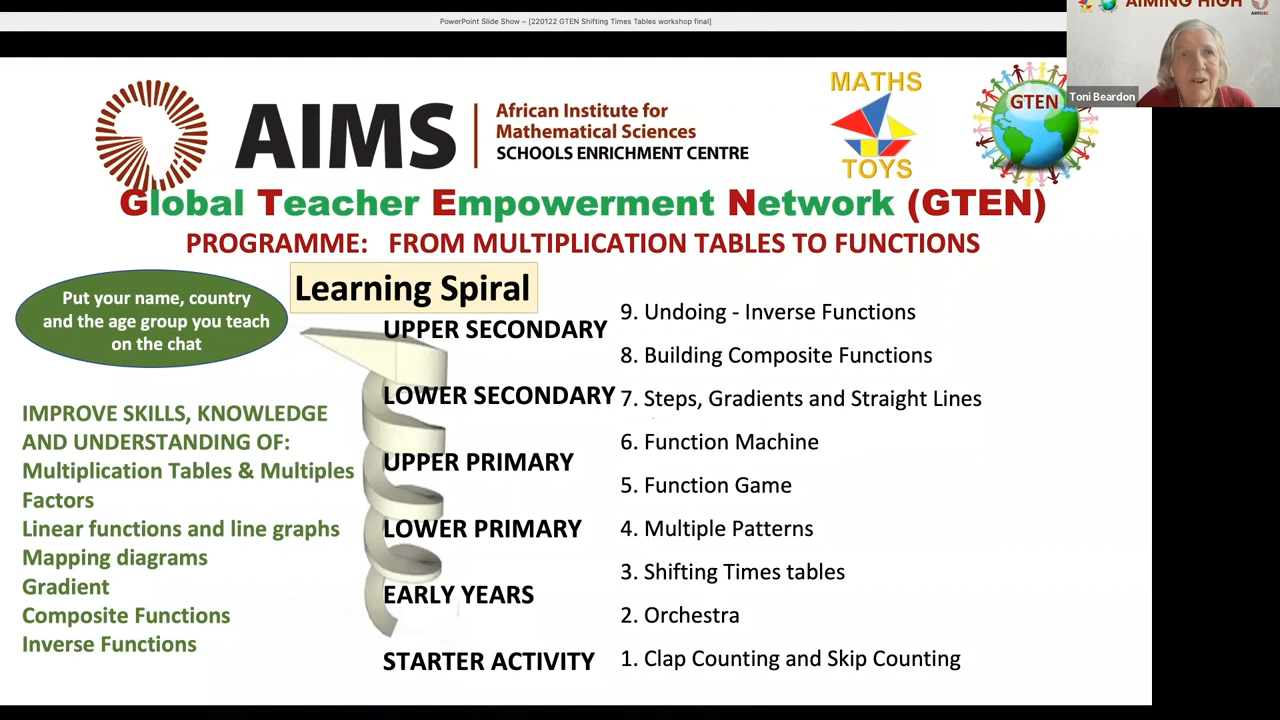 PowerPoint Slide Show – [220122 GTEN Shifting Times Tables workshop final]
AIMING HIGH
Toni Beardon
AIMS
African Institute for
Mathematical Sciences
SCHOOLS ENRICHMENT CENTRE
MATHS
TOYS
GTEN
Global Teacher Empowerment Network (GTEN)
PROGRAMME: FROM MULTIPLICATION TABLES TO FUNCTIONS
Put your name, country
and the age group you teach
on the chat
Learning Spiral
UPPER SECONDARY
LOWER SECONDARY
UPPER PRIMARY
LOWER PRIMARY
EARLY YEARS
STARTER ACTIVITY
9. Undoing - Inverse Functions
8. Building Composite Functions
7. Steps, Gradients and Straight Lines
6. Function Machine
5. Function Game
4. Multiple Patterns
3. Shifting Times tables
2. Orchestra
1. Clap Counting and Skip Counting
IMPROVE SKILLS, KNOWLEDGE
AND UNDERSTANDING OF:
Multiplication Tables & Multiples
Factors
Linear functions and line graphs
Mapping diagrams
Gradient
Composite Functions
Inverse Functions